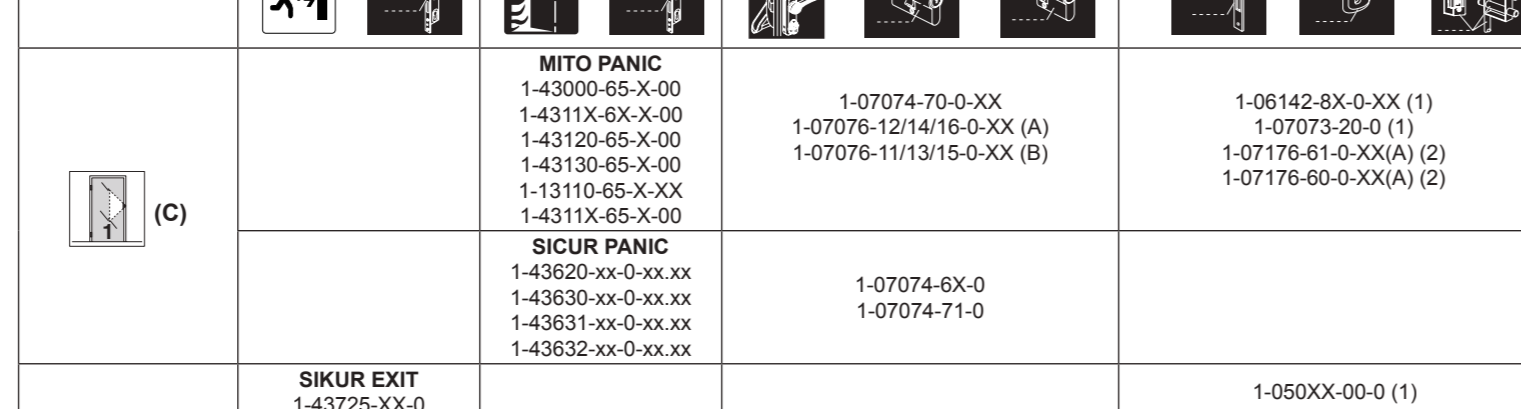 1
(C)
MITO PANIC
1-43000-65-X-00
1-4311X-6X-X-00
1-43120-65-X-00
1-43130-65-X-00
1-13110-65-X-XX
1-4311X-65-X-00
1-07074-70-0-XX
1-07076-12/14/16-0-XX (A)
1-07076-11/13/15-0-XX (B)
1-06142-8X-0-XX (1)
1-07073-20-0 (1)
1-07176-61-0-XX(A) (2)
1-07176-60-0-XX(A) (2)
SICUR PANIC
1-43620-xx-0-xx.xx
1-43630-xx-0-xx.xx
1-43631-xx-0-xx.xx
1-43632-xx-0-xx.xx
1-07074-6X-0
1-07074-71-0
SIKUR EXIT
1-43725-XX-0
1-050XX-00-0 (1)